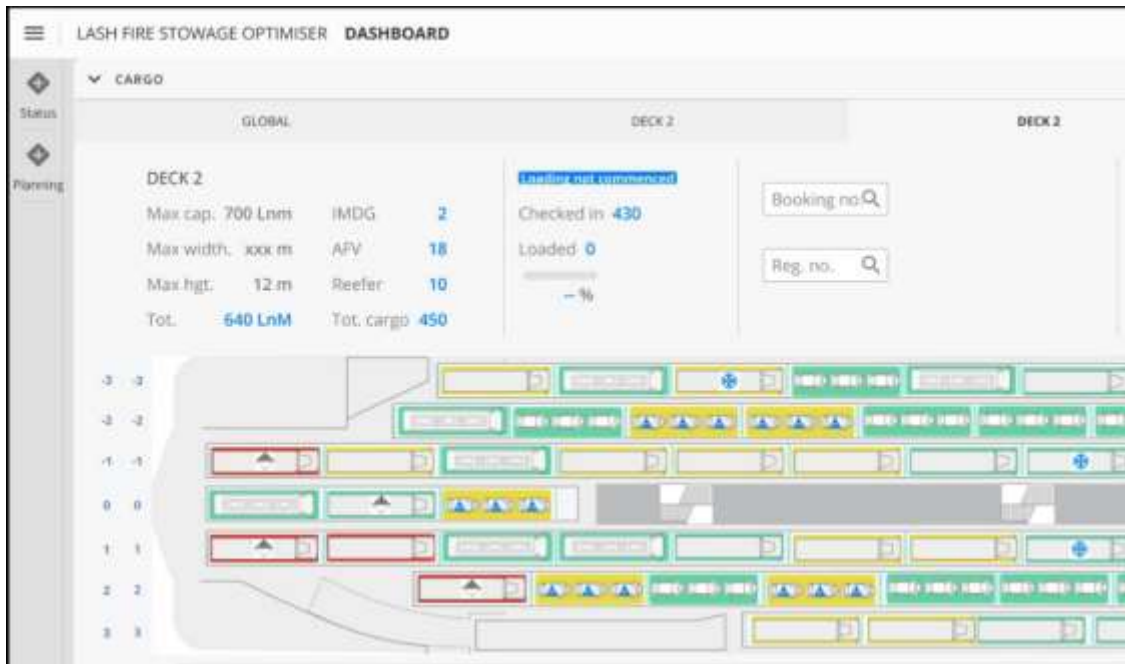 LASH FIRE STOWAGE OPTIMISER DASHBOARD
CARGO
Status
Planning
GLOBAL DECK 2 DECK 2
DECK 2
Max cap. 700 Lnm IMDG 2
Max width. xxx m AFV 18
Max hgt. 12 m Reefer 10
Tot. 640 LnM Tot. cargo 450
Loading not commenced
Checked in 430
Loaded 0
– %
Booking no
Reg. no.
-3 -3
-2 -2
-1 -1
0 0
1 1
2 2
3 3